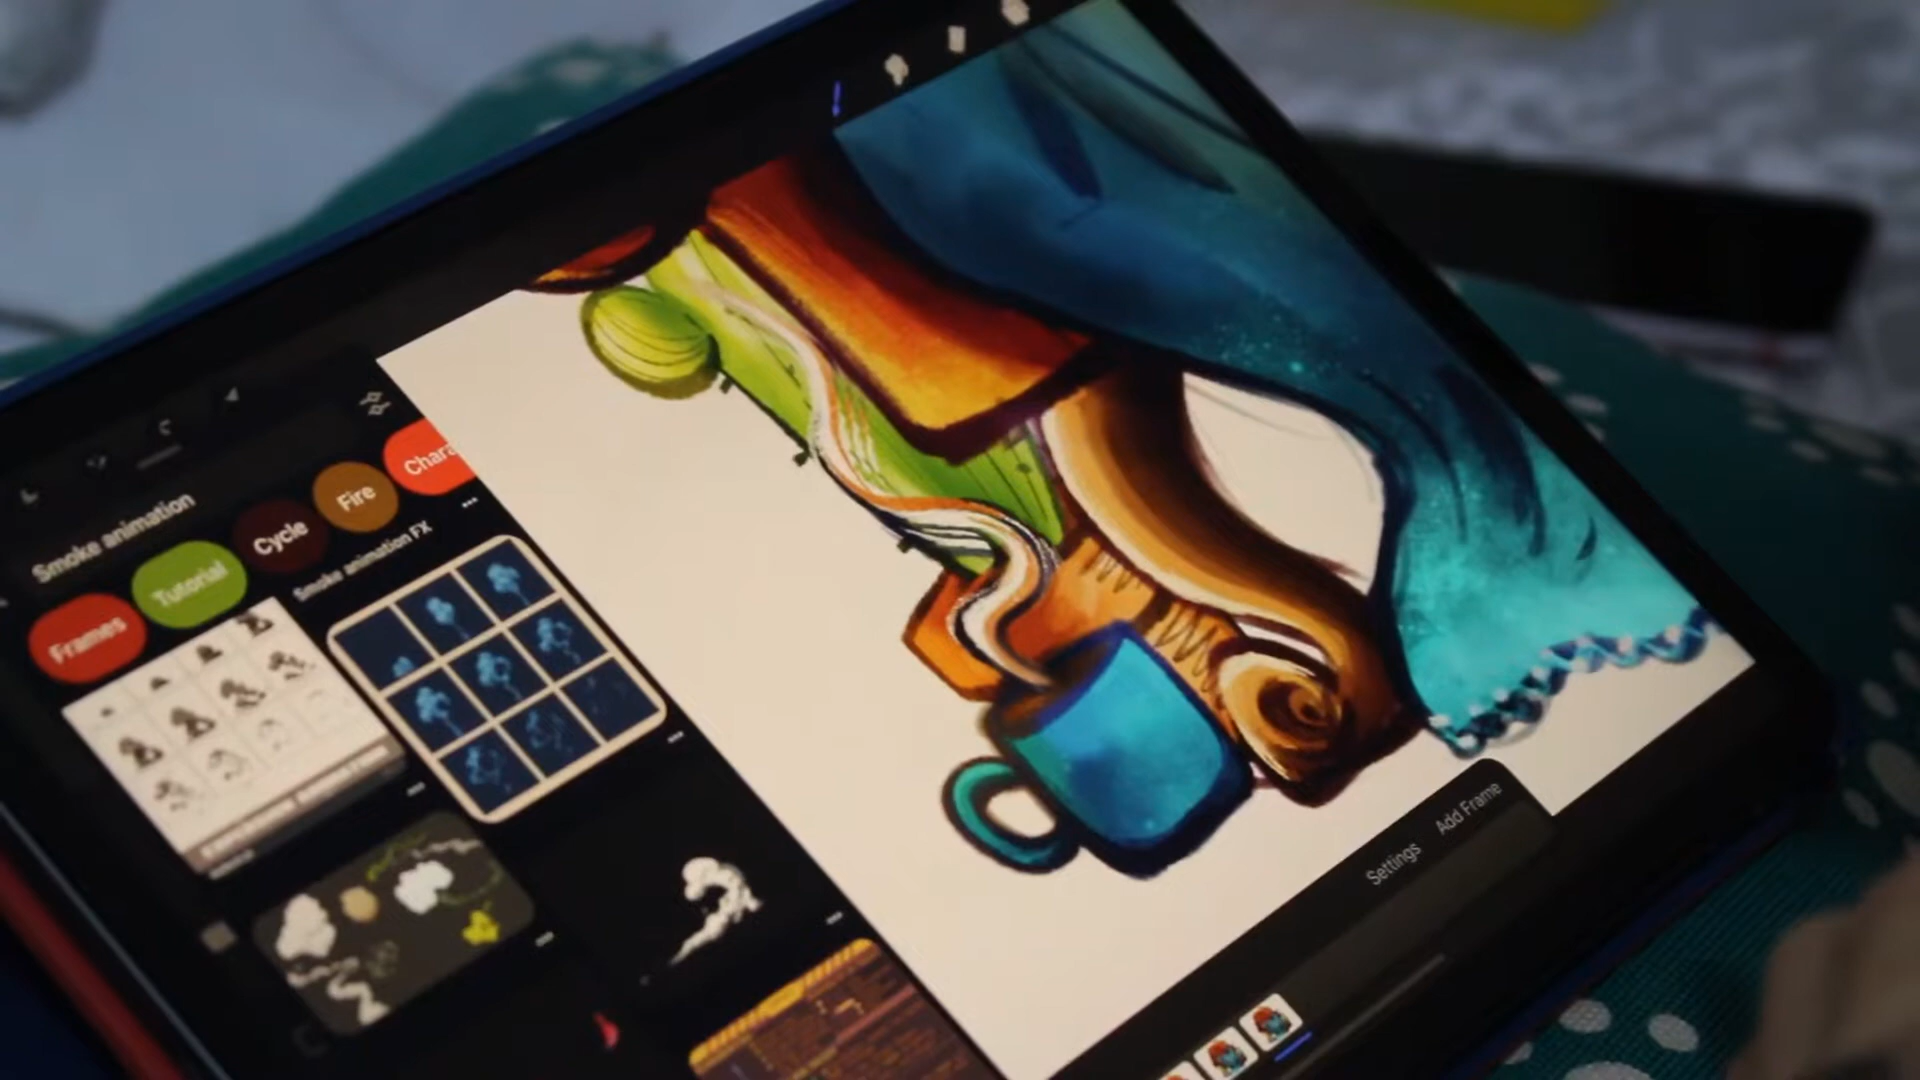 Smoke animation
Frames
Tutorial
Cycle
Fire
Chara
Smoke animation FX
Settings
Add Frame